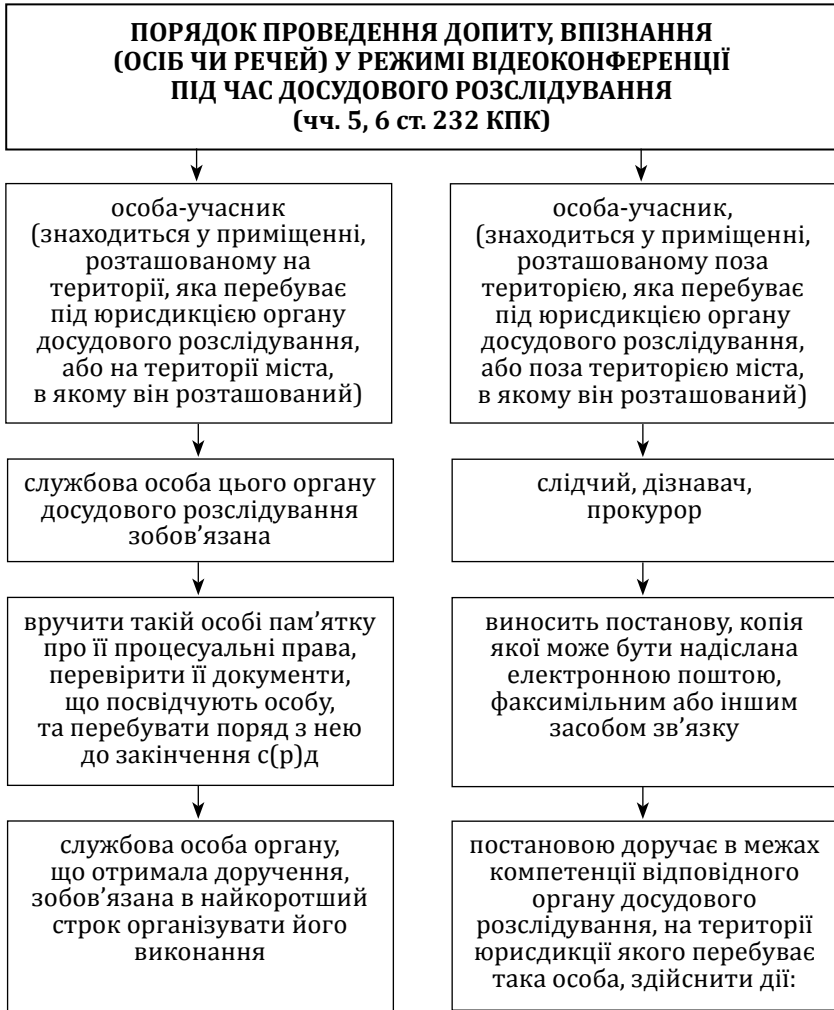 ПОРЯДОК ПРОВЕДЕННЯ ДОПИТУ, ВПІЗНАННЯ
(ОСІБ ЧИ РЕЧЕЙ) У РЕЖИМІ ВІДЕОКОНФЕРЕНЦІЇ
ПІД ЧАС ДОСУДОВОГО РОЗСЛІДУВАННЯ
(чч. 5, 6 ст. 232 КПК)
особа-учасник
(знаходиться у приміщенні,
розташованому на
території, яка перебуває
під юрисдикцією органу
досудового розслідування,
або на території міста,
в якому він розташований)
службова особа цього органу
досудового розслідування
зобов’язана
вручити такій особі пам’ятку
про її процесуальні права,
перевірити її документи,
що посвідчують особу,
та перебувати поряд з нею
до закінчення с(р)д
службова особа органу,
що отримала доручення,
зобов’язана в найкоротший
строк організувати його
виконання
особа-учасник,
(знаходиться у приміщенні,
розташованому поза
територією, яка перебуває
під юрисдикцією органу
досудового розслідування,
або поза територією міста,
в якому він розташований)
слідчий, дізнавач,
прокурор
виносить постанову, копія
якої може бути надіслана
електронною поштою,
факсимільним або іншим
засобом зв’язку
постановою доручає в межах
компетенції відповідного
органу досудового
розслідування, на території
юрисдикції якого перебуває
така особа, здійснити дії: